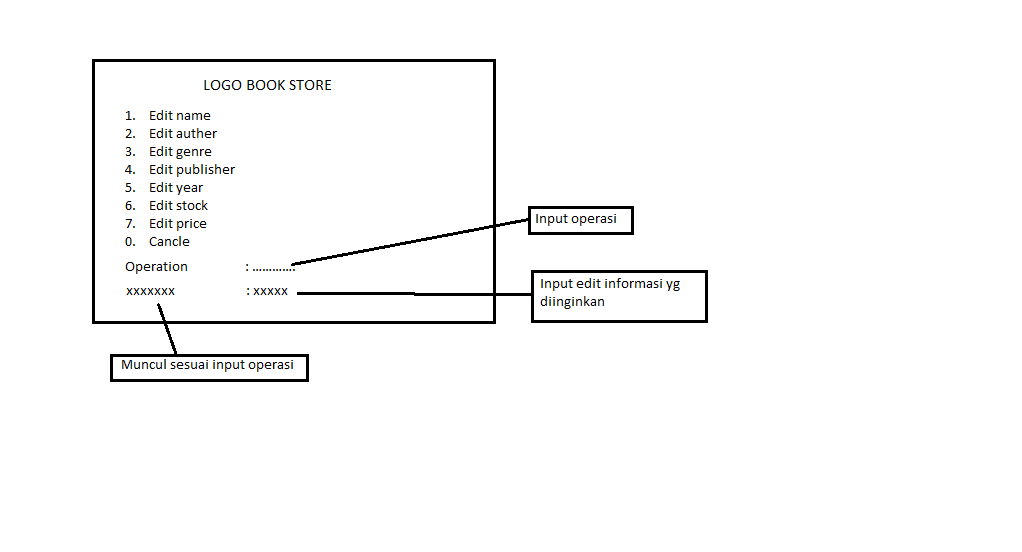 LOGO BOOK STORE
1. Edit name
2. Edit auther
3. Edit genre
4. Edit publisher
5. Edit year
6. Edit stock
7. Edit price
0. Cancle
Operation : .............
xxxxxxx : xxxxx
Input operasi
Input edit informasi yg
diinginkan
Muncul sesuai input operasi